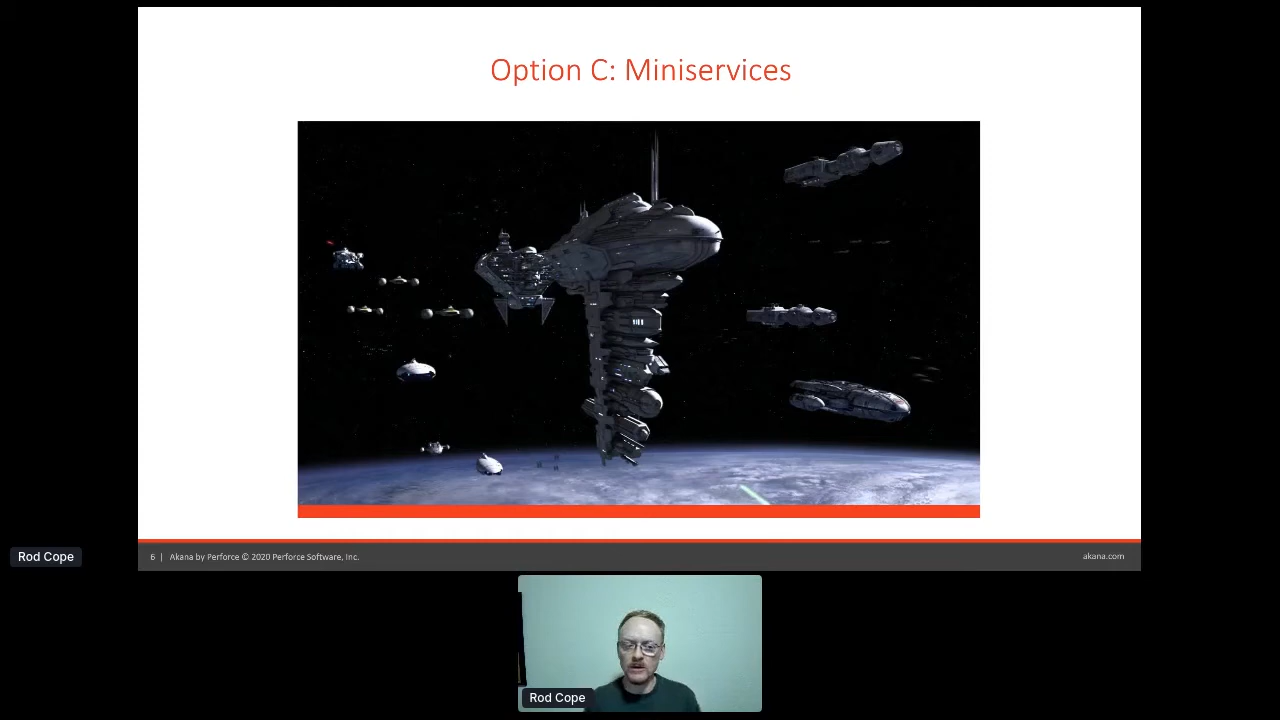 Option C: Miniservices
6 | Akana by Perforce © 2020 Perforce Software, Inc.
akana.com
Rod Cope
Rod Cope